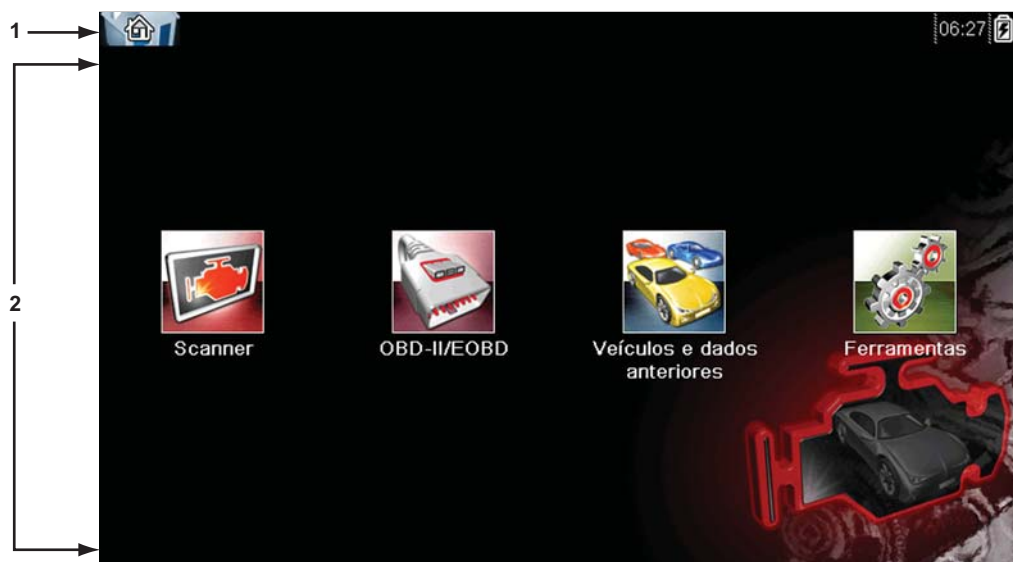 1
06:27
2
Scanner
OBD-II/EOBD
Veículos e dados
anteriores
Ferramentas